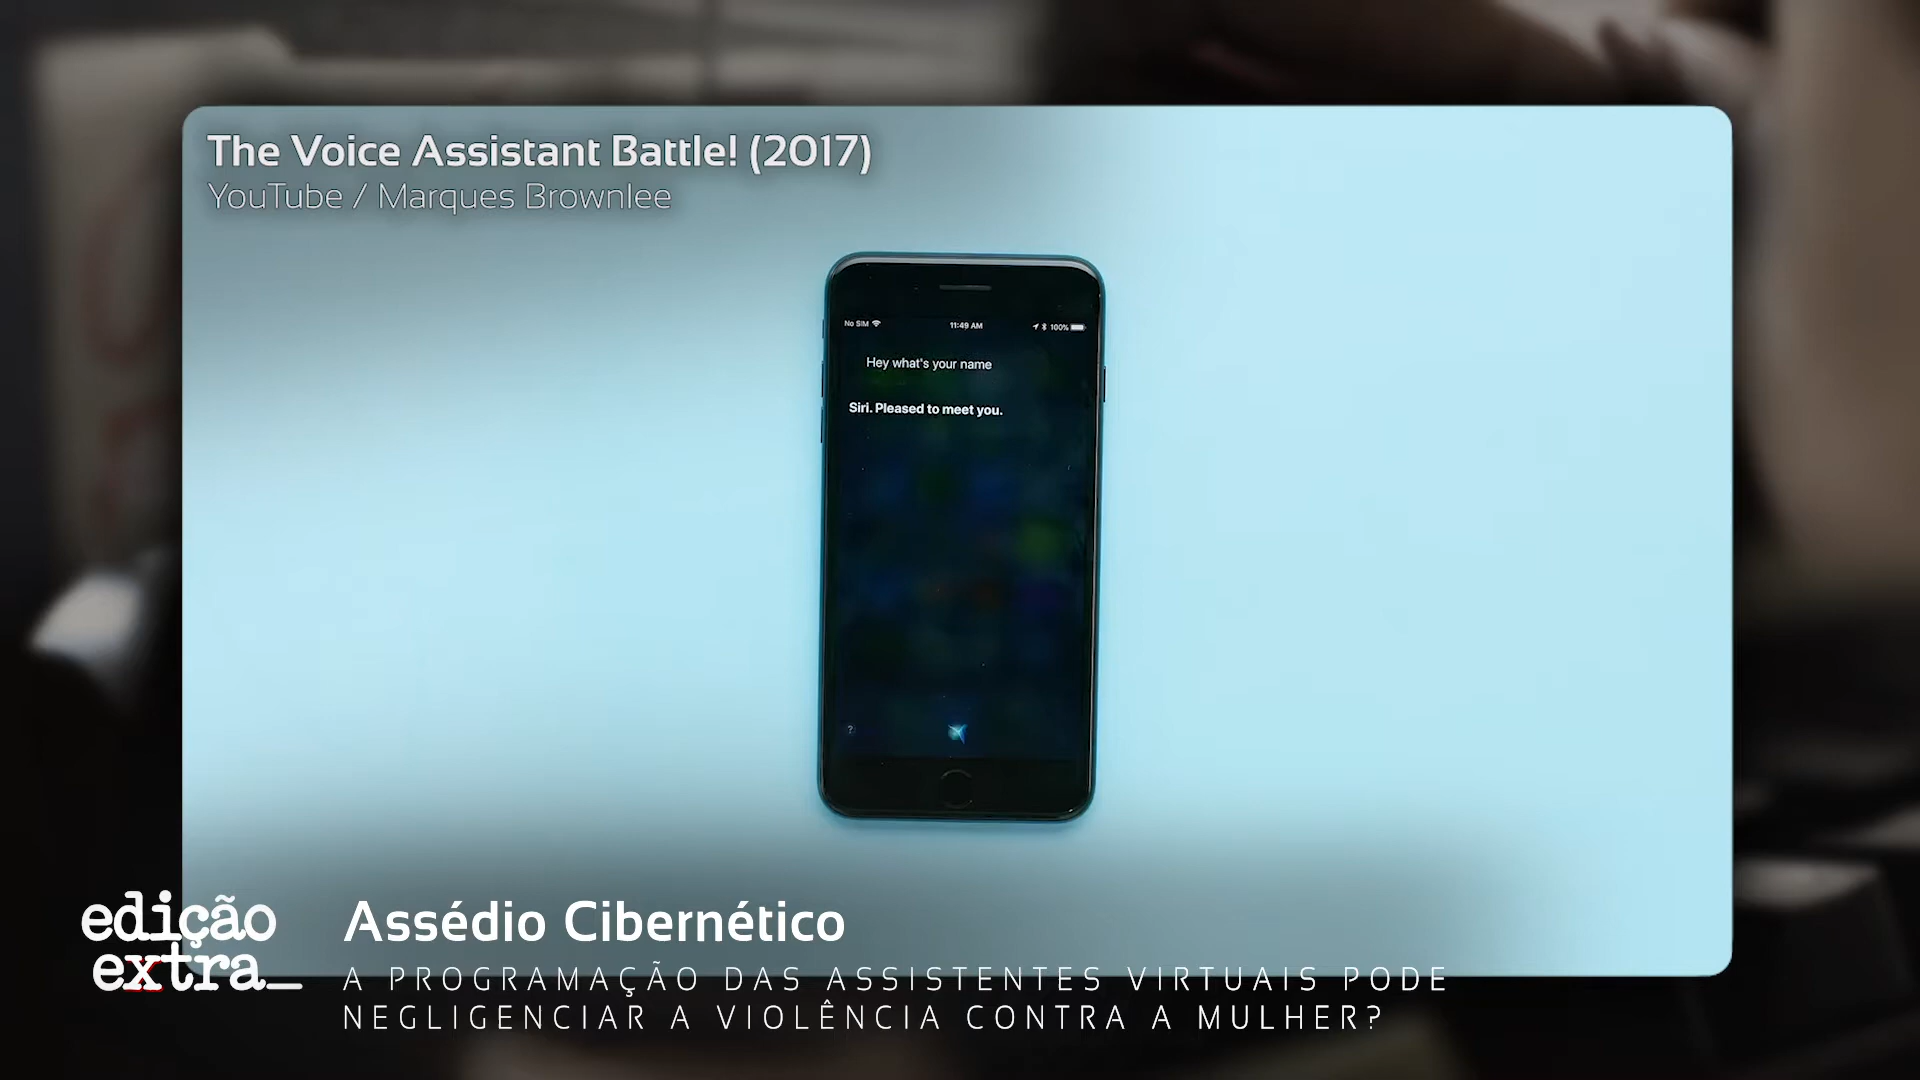 The Voice Assistant Battle! (2017)
YouTube / Marques Brownlee
No SIM
11:49 AM
100%
Hey what's your name
Siri. Pleased to meet you.
?
edição
extra_
Assédio Cibernético
A PROGRAMAÇÃO DAS ASSISTENTES VIRTUAIS PODE
NEGLIGENCIAR A VIOLÊNCIA CONTRA A MULHER?